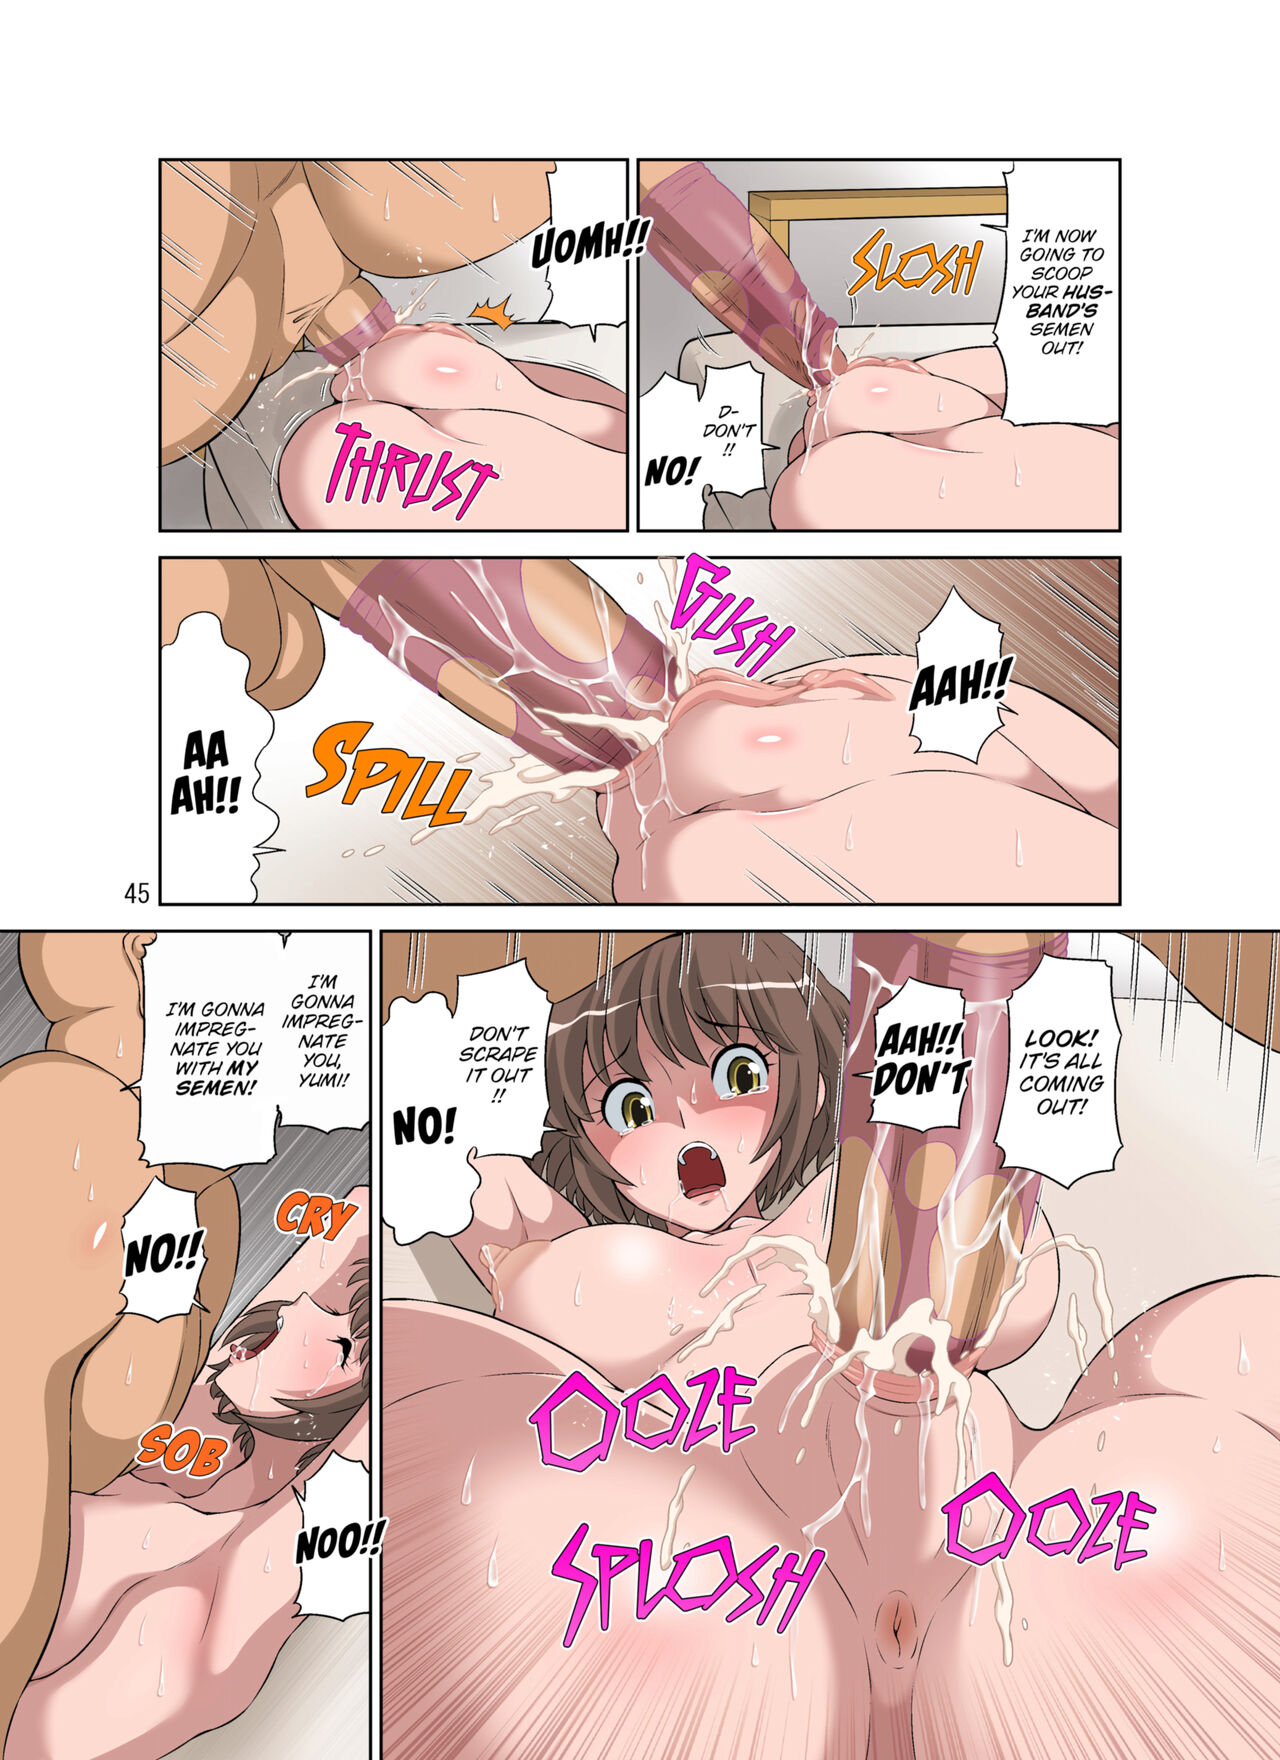 I'M NOW
GOING TO
SCOOP
YOUR HUS-
BAND'S
SEMEN
OUT!
SLOSH
D-
DON'T
!!
NO!
UOMH!!
THRUST
GUSH
AAH!!
SPILL
AA
AH!!
45
LOOK!
IT'S ALL
COMING
OUT!
AAH!!
DON'T
DON'T
SCRAPE
IT OUT
!!
NO!
OOZE
OOZE
SPLOSH
I'M
GONNA
IMPREG-
NATE
YOU,
YUMI!
I'M GONNA
IMPREG-
NATE YOU
WITH MY
SEMEN!
NO!!
CRY
SOB
NOO!!